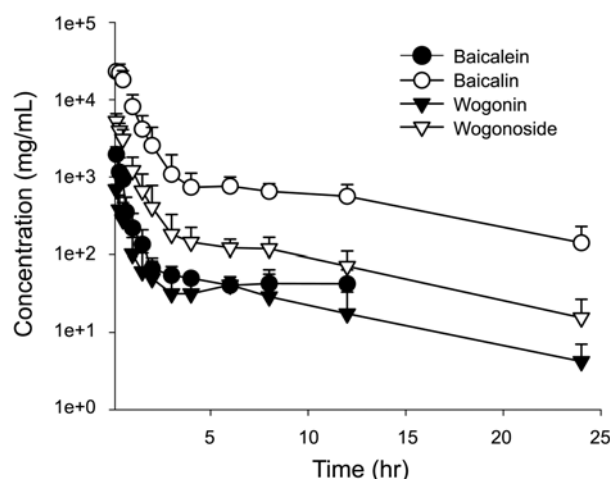 1e+5
1e+4
1e+3
1e+2
1e+1
1e+0
Concentration (mg/mL)
Baicalein
Baicalin
Wogonin
Wogonoside
5 10 15 20 25
Time (hr)